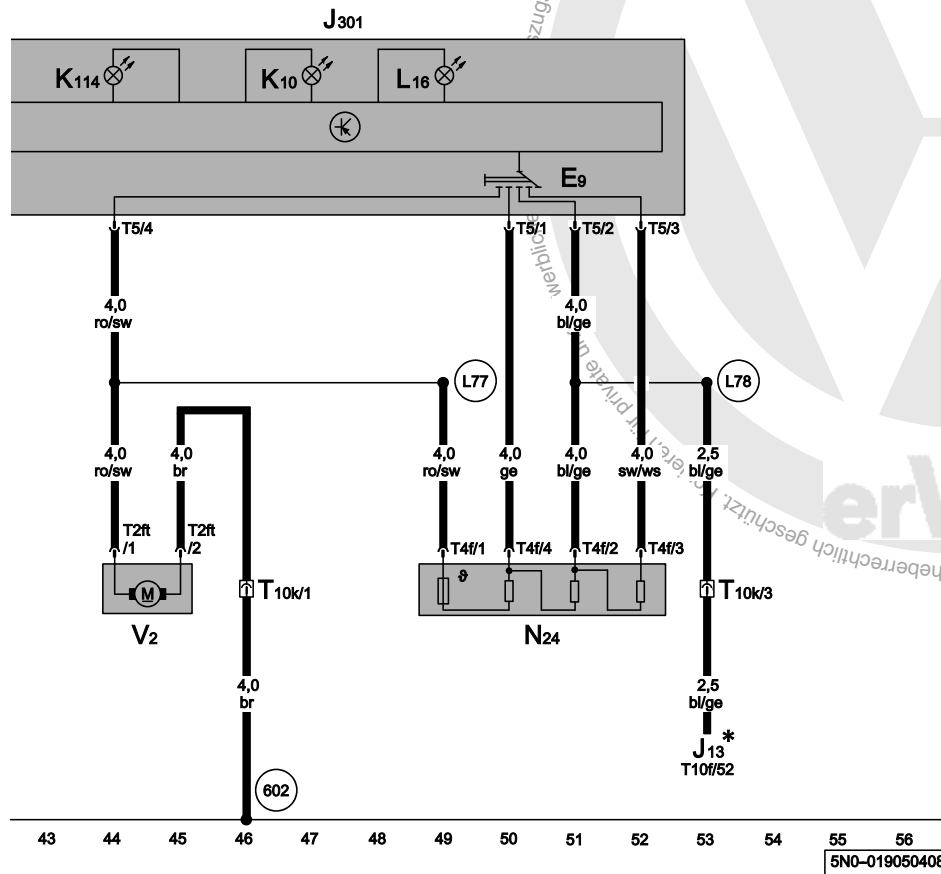 J301
K114 K10 L16
E9
T5/4 T5/1 T5/2 T5/3
4,0
ro/sw
4,0
bl/ge
L77 L78
4,0
ro/sw
4,0
br
4,0
ro/sw
4,0
ge
4,0
bl/ge
4,0
sw/ws
2,5
bl/ge
T2ft
/1
T2ft
/2
T4f/1 T4f/4 T4f/2 T4f/3
M
ϑ
T10k/1 T10k/3
V2 N24
4,0
br
2,5
bl/ge
J13*
T10f/52
602
43 44 45 46 47 48 49 50 51 52 53 54 55 56
5N0-019050408